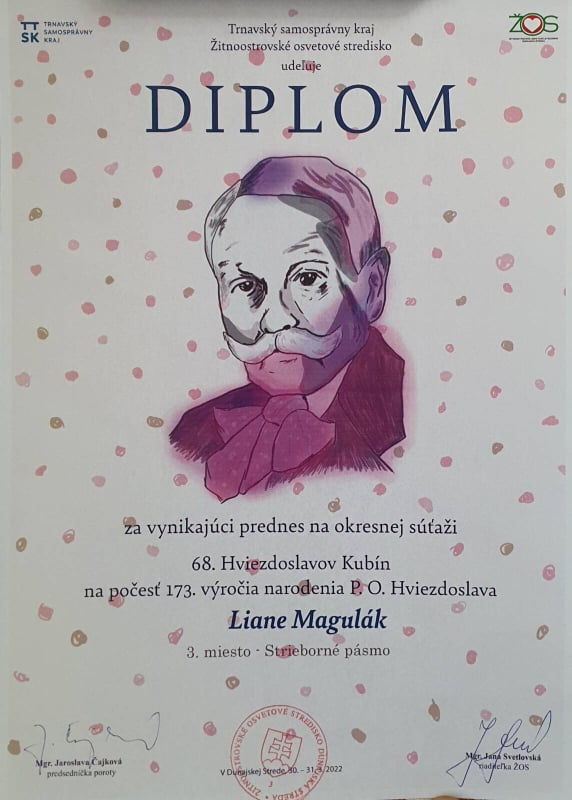 TRNAVSKÝ
SAMOSPRÁVNY
KRAJ
TT
SK
ŽOS
Trnavský samosprávny kraj
Žitnoostrovské osvetové stredisko
udeľuje
DIPLOM
za vynikajúci prednes na okresnej súťaži
68. Hviezdoslavov Kubín
na počesť 173. výročia narodenia P. O. Hviezdoslava
Liane Magulák
3. miesto - Strieborné pásmo
Mgr. Jaroslava Čajková
predsedníčka poroty
ŽITNOOSTROVSKÉ OSVETOVÉ STREDISKO DUNAJSKÁ STREDA
3
V Dunajskej Strede, 30. - 31. 3. 2022
Mgr. Jana Svetlovská
riaditeľka ŽOS